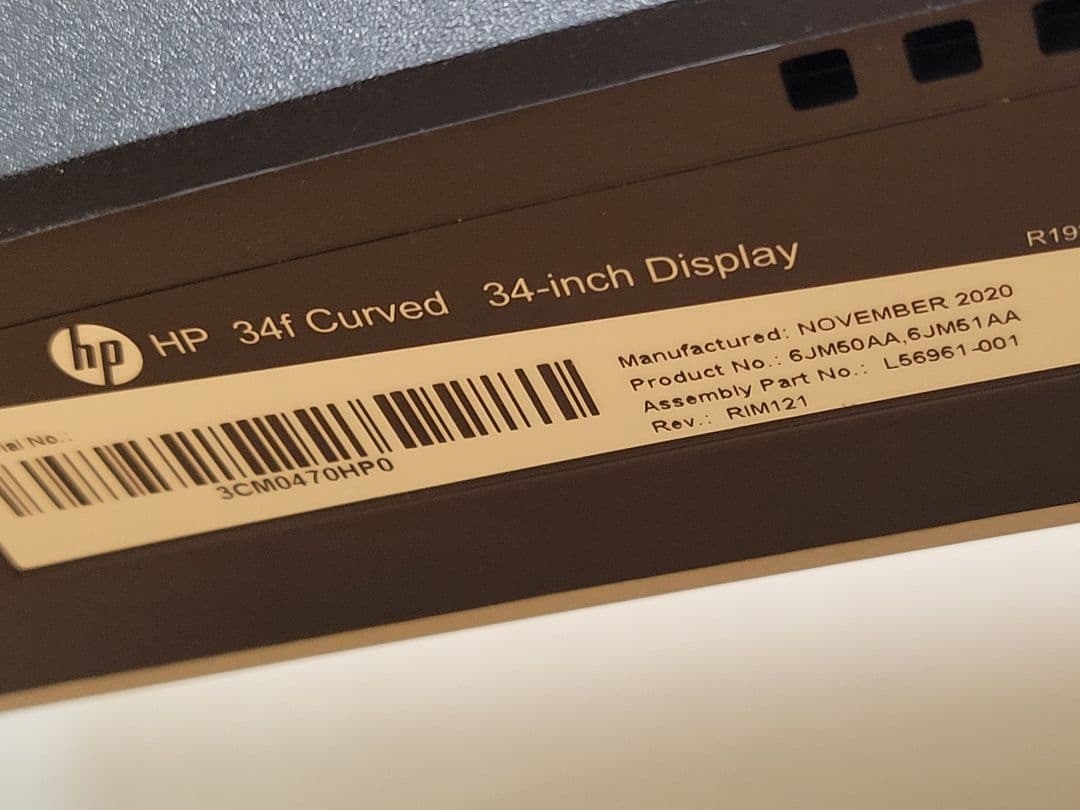 hp HP 34f Curved 34-inch Display
Manufactured: NOVEMBER 2020
Product No.: 6JM50AA,6JM51AA
Assembly Part No.: L56961-001
Rev.: RIM121
No.:
3CM0470HP0